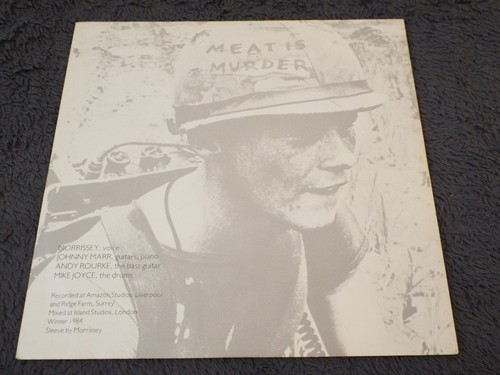 MEAT IS
MURDER
MORRISSEY, voice
JOHNNY MARR, guitars, piano
ANDY ROURKE, the bass guitar
MIKE JOYCE, the drums
Recorded at Amazon Studios, Liverpool
and Ridge Farm, Surrey
Mixed at Island Studios, London
Winter 1984
Sleeve by Morrissey